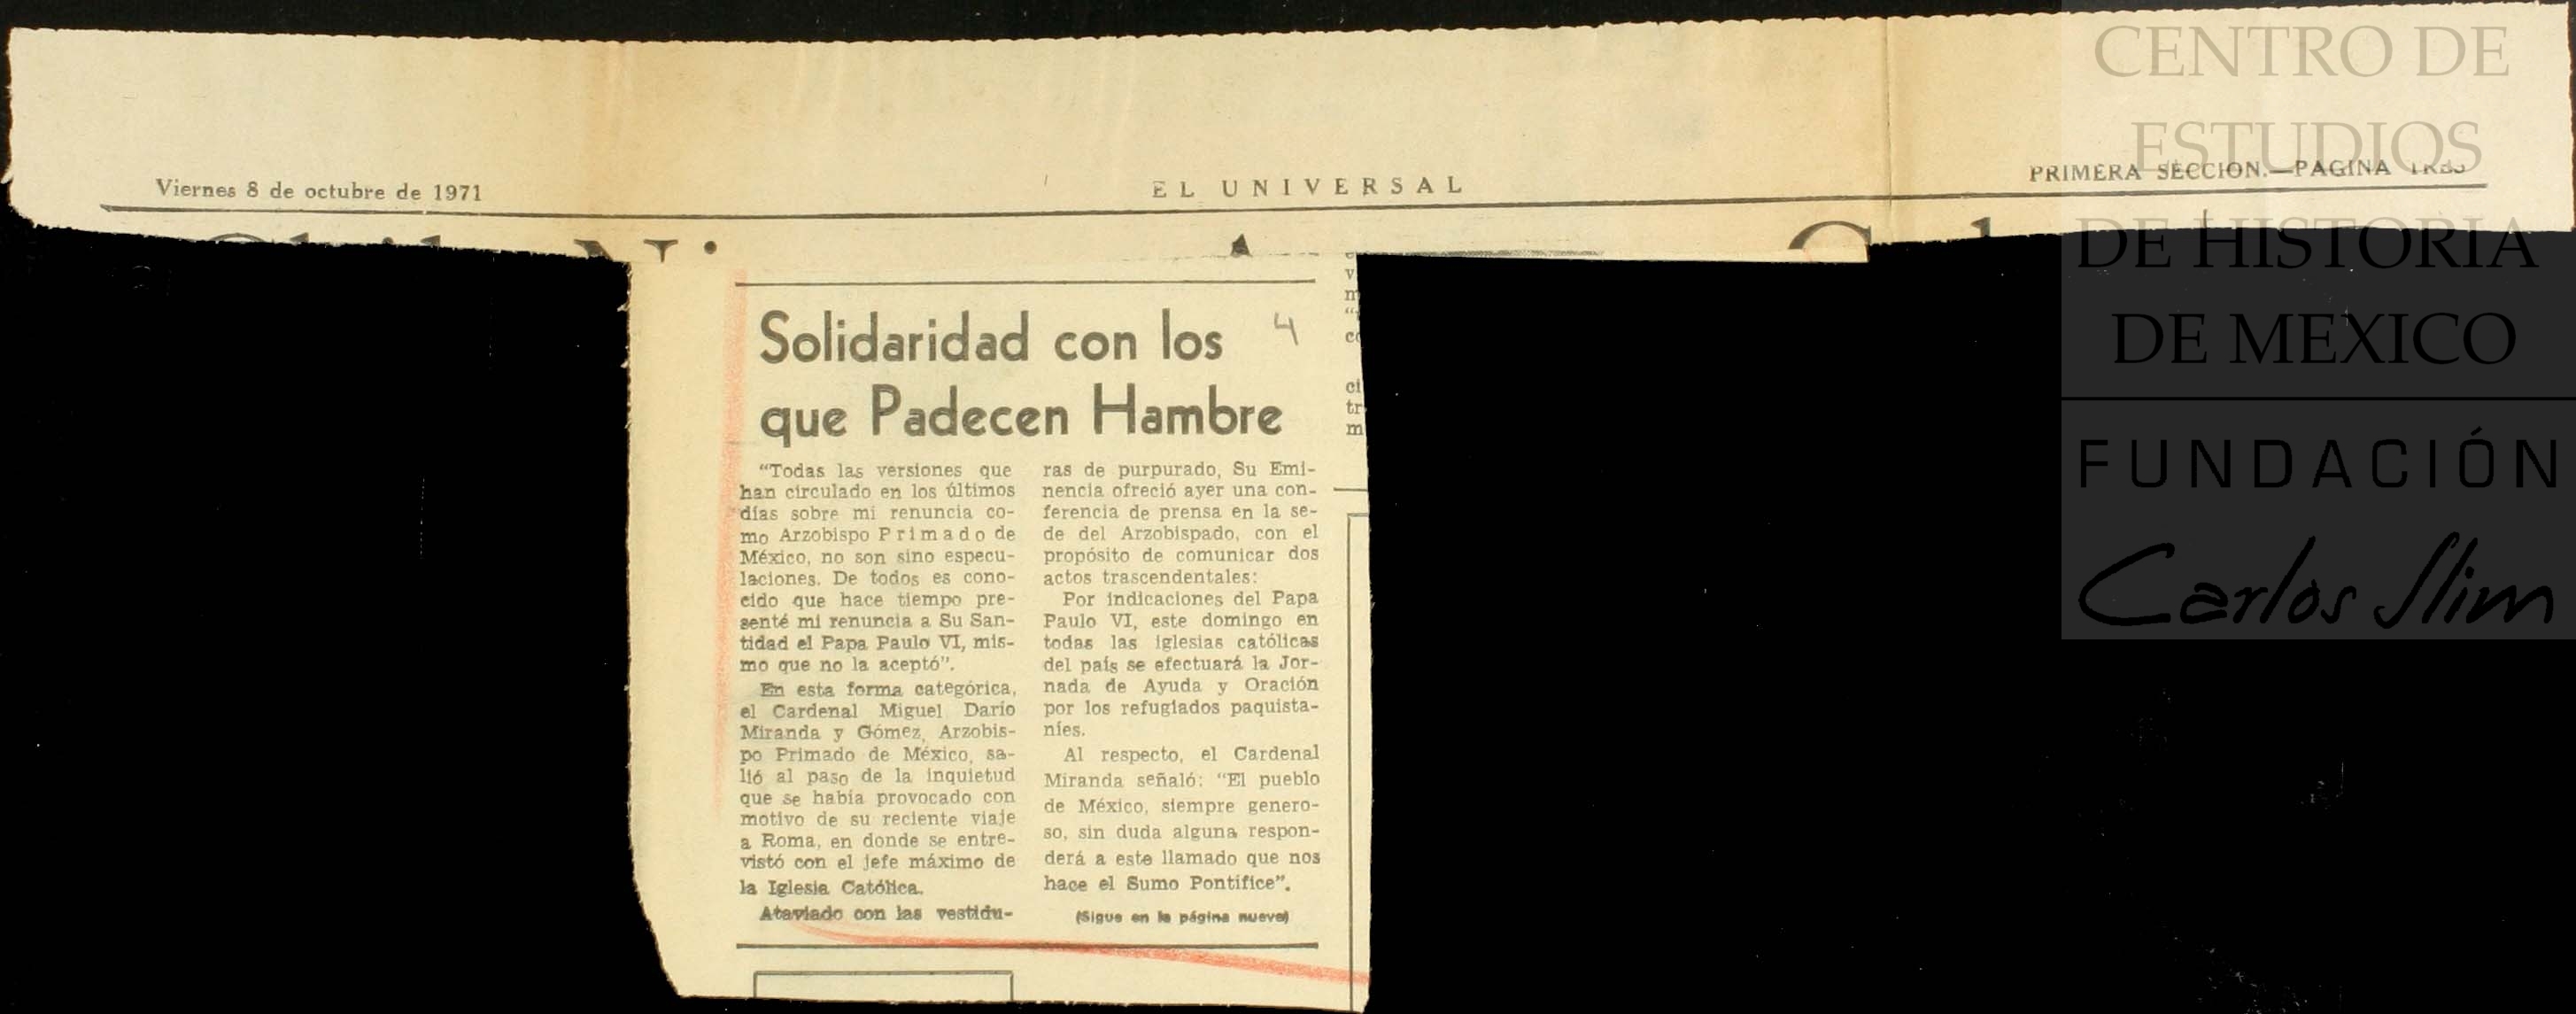 Viernes 8 de octubre de 1971
EL UNIVERSAL
PRIMERA SECCION.—PAGINA TRES
Solidaridad con los
que Padecen Hambre
4
“Todas las versiones que
han circulado en los últimos
días sobre mi renuncia co-
mo Arzobispo Primado de
México, no son sino especu-
laciones. De todos es cono-
cido que hace tiempo pre-
senté mi renuncia a Su San-
tidad el Papa Paulo VI, mis-
mo que no la aceptó”.
En esta forma categórica,
el Cardenal Miguel Darío
Miranda y Gómez, Arzobis-
po Primado de México, sa-
lió al paso de la inquietud
que se había provocado con
motivo de su reciente viaje
a Roma, en donde se entre-
vistó con el jefe máximo de
la Iglesia Católica.
Ataviado con las vestidu-
ras de purpurado, Su Emi-
nencia ofreció ayer una con-
ferencia de prensa en la se-
de del Arzobispado, con el
propósito de comunicar dos
actos trascendentales:
Por indicaciones del Papa
Paulo VI, este domingo en
todas las iglesias católicas
del país se efectuará la Jor-
nada de Ayuda y Oración
por los refugiados paquista-
níes.
Al respecto, el Cardenal
Miranda señaló: “El pueblo
de México, siempre genero-
so, sin duda alguna respon-
derá a este llamado que nos
hace el Sumo Pontífice”.
(Sigue en la página nueve)
CENTRO DE
ESTUDIOS
DE HISTORIA
DE MEXICO
FUNDACIÓN
Carlos Slim